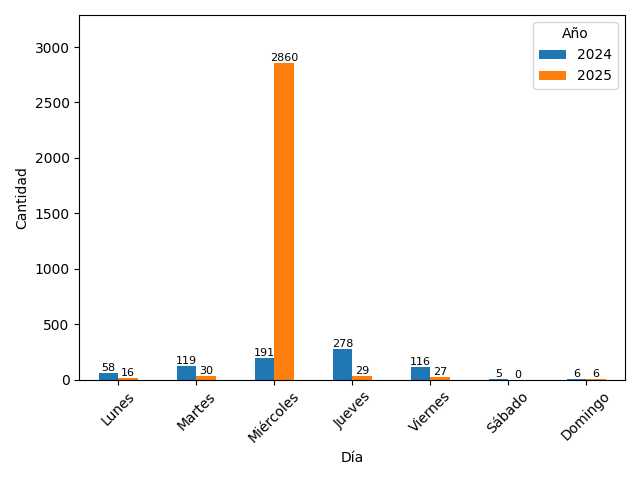 Año
2024
2025
3000
2500
2000
1500
1000
500
0
Cantidad
58
16
119
30
191
2860
278
29
116
27
5
0
6
6
Lunes
Martes
Miércoles
Jueves
Viernes
Sábado
Domingo
Día